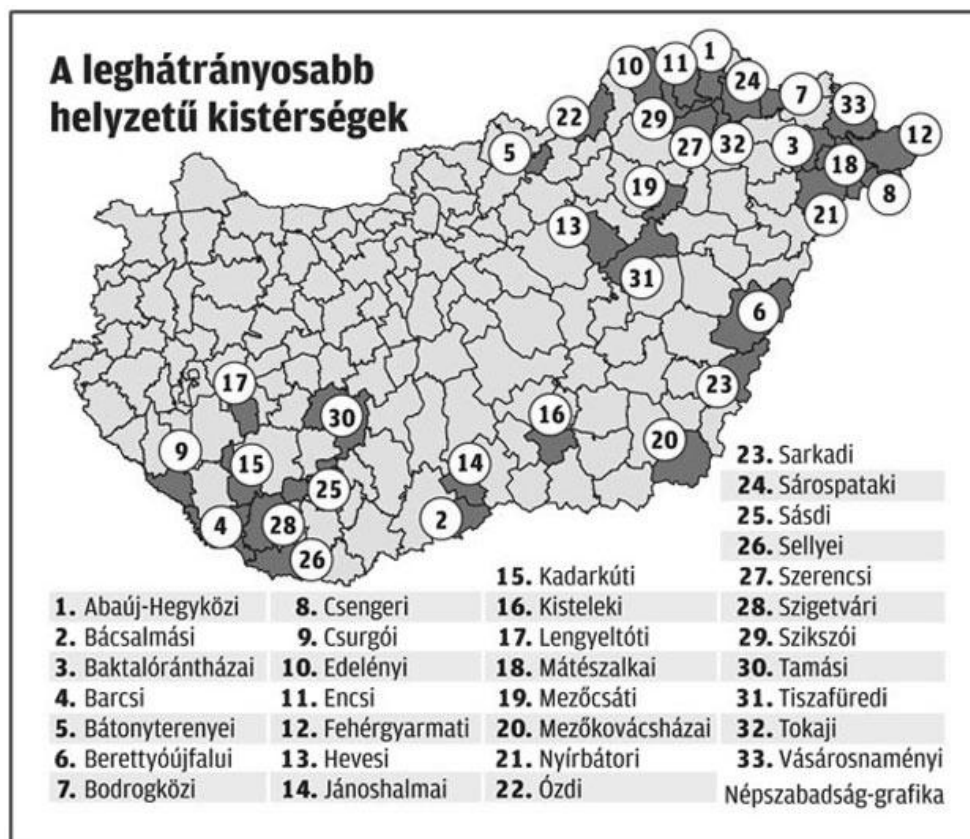 A leghátrányosabb
helyzetű kistérségek
1
10
11
24
7
33
22
29
12
5
27
32
3
18
19
8
21
13
31
6
17
23
30
16
20
9
15
14
25
2
4
28
26
1. Abaúj-Hegyközi
2. Bácsalmási
3. Baktalórántházai
4. Barcsi
5. Bátonyterenyei
6. Berettyóújfalui
7. Bodrogközi
8. Csengeri
9. Csurgói
10. Edelényi
11. Encsi
12. Fehérgyarmati
13. Hevesi
14. Jánoshalmai
15. Kadarkúti
16. Kisteleki
17. Lengyeltóti
18. Mátészalkai
19. Mezőcsáti
20. Mezőkovácsházai
21. Nyírbátori
22. Ózdi
23. Sarkadi
24. Sárospataki
25. Sásdi
26. Sellyei
27. Szerencsi
28. Szigetvári
29. Szikszói
30. Tamási
31. Tiszafüredi
32. Tokaji
33. Vásárosnaményi
Népszabadság-grafika